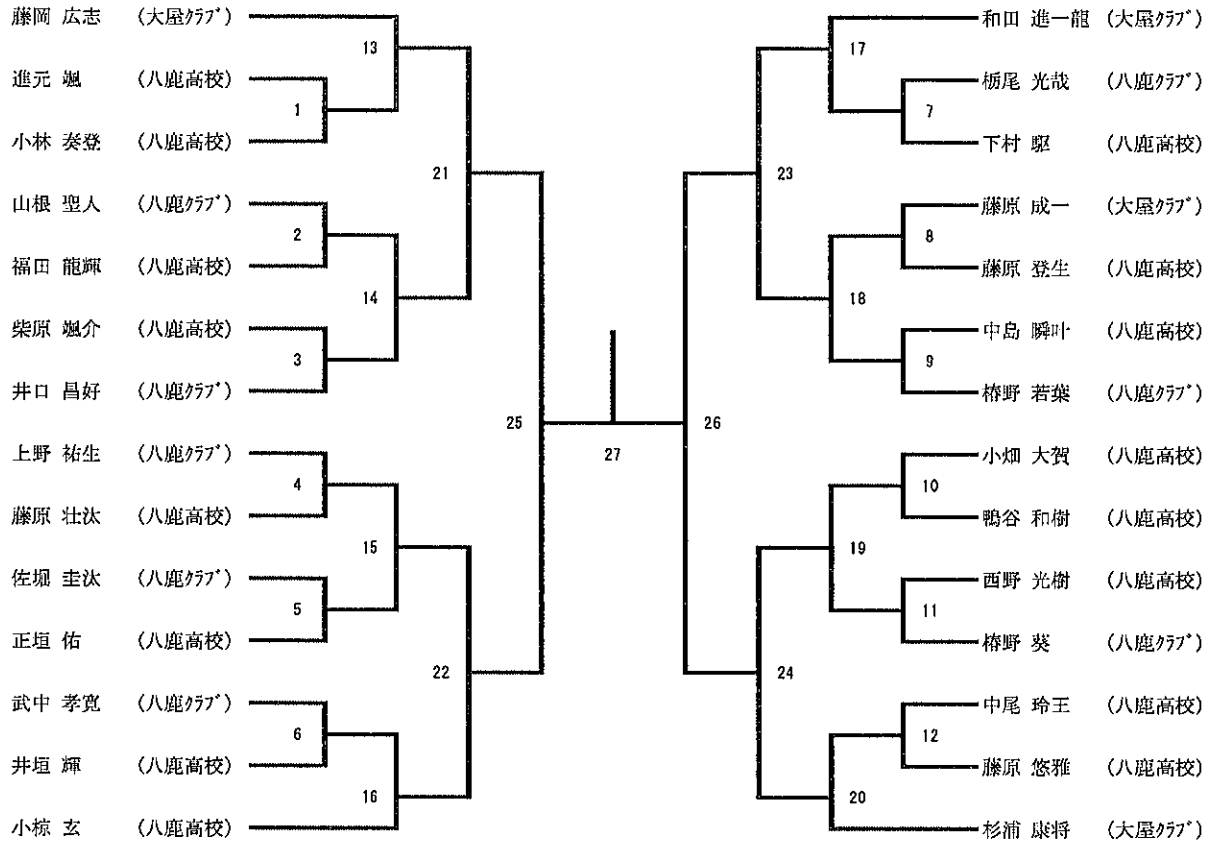 藤岡 広志 (大屋ｸﾗﾌﾞ)
13
進元 颯 (八鹿高校)
1
小林 奏登 (八鹿高校)
21
山根 聖人 (八鹿ｸﾗﾌﾞ)
2
福田 龍輝 (八鹿高校)
14
柴原 颯介 (八鹿高校)
3
井口 昌好 (八鹿ｸﾗﾌﾞ)
25
上野 祐生 (八鹿ｸﾗﾌﾞ)
4
藤原 壮汰 (八鹿高校)
15
佐堀 圭汰 (八鹿ｸﾗﾌﾞ)
5
正垣 佑 (八鹿高校)
22
武中 孝寛 (八鹿ｸﾗﾌﾞ)
6
井垣 輝 (八鹿高校)
16
小椋 玄 (八鹿高校)
27
和田 進一龍 (大屋ｸﾗﾌﾞ)
17
栃尾 光哉 (八鹿ｸﾗﾌﾞ)
7
下村 駆 (八鹿高校)
23
藤原 成一 (大屋ｸﾗﾌﾞ)
8
藤原 登生 (八鹿高校)
18
中島 瞬叶 (八鹿高校)
9
椿野 若葉 (八鹿ｸﾗﾌﾞ)
26
小畑 大賀 (八鹿高校)
10
鴨谷 和樹 (八鹿高校)
19
西野 光樹 (八鹿高校)
11
椿野 葵 (八鹿ｸﾗﾌﾞ)
24
中尾 玲王 (八鹿高校)
12
藤原 悠雅 (八鹿高校)
20
杉浦 康将 (大屋ｸﾗﾌﾞ)